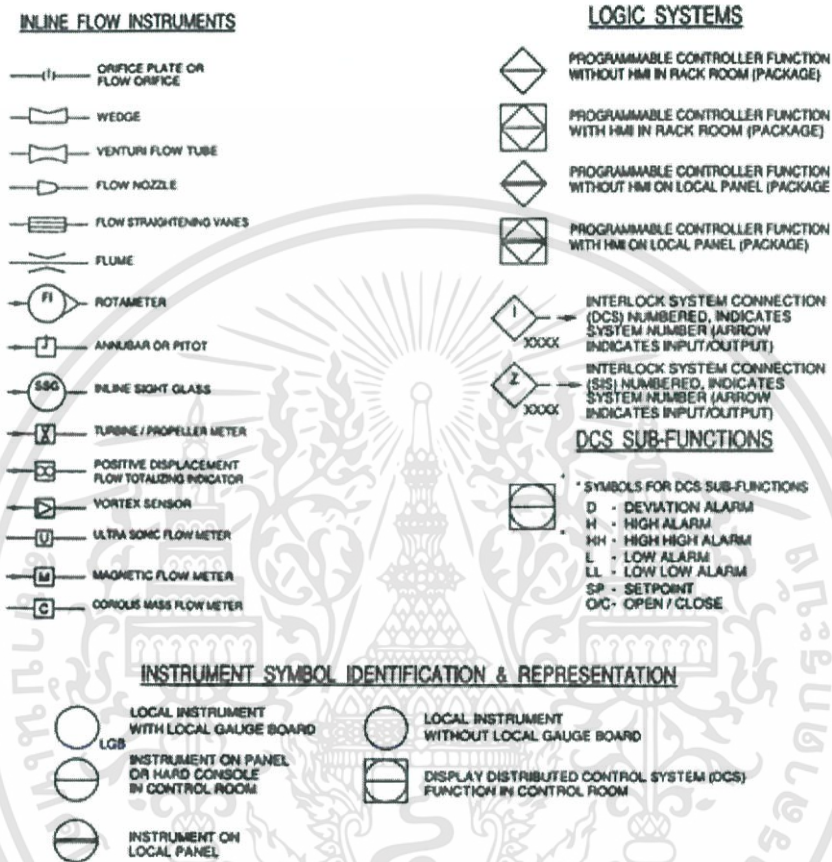 INLINE FLOW INSTRUMENTS
ORIFICE PLATE OR
FLOW ORIFICE
WEDGE
VENTURI FLOW TUBE
FLOW NOZZLE
FLOW STRAIGHTENING VANES
FLUME
FI
ROTAMETER
ANNUBAR OR PITOT
SSG
INLINE SIGHT GLASS
TURBINE / PROPELLER METER
POSITIVE DISPLACEMENT
FLOW TOTALIZING INDICATOR
VORTEX SENSOR
U
ULTRA SONIC FLOW METER
M
MAGNETIC FLOW METER
C
CORIOLIS MASS FLOW METER
LOGIC SYSTEMS
PROGRAMMABLE CONTROLLER FUNCTION
WITHOUT HMI IN RACK ROOM (PACKAGE)
PROGRAMMABLE CONTROLLER FUNCTION
WITH HMI IN RACK ROOM (PACKAGE)
PROGRAMMABLE CONTROLLER FUNCTION
WITHOUT HMI ON LOCAL PANEL (PACKAGE
PROGRAMMABLE CONTROLLER FUNCTION
WITH HMI ON LOCAL PANEL (PACKAGE)
I
XXXX
INTERLOCK SYSTEM CONNECTION
(DCS) NUMBERED, INDICATES
SYSTEM NUMBER (ARROW
INDICATES INPUT/OUTPUT)
Z
XXXX
INTERLOCK SYSTEM CONNECTION
(SIS) NUMBERED, INDICATES
SYSTEM NUMBER (ARROW
INDICATES INPUT/OUTPUT)
DCS SUB-FUNCTIONS
* SYMBOLS FOR DCS SUB-FUNCTIONS
D - DEVIATION ALARM
H - HIGH ALARM
HH - HIGH HIGH ALARM
L - LOW ALARM
LL - LOW LOW ALARM
SP - SETPOINT
O/C - OPEN / CLOSE
INSTRUMENT SYMBOL IDENTIFICATION & REPRESENTATION
LGB
LOCAL INSTRUMENT
WITH LOCAL GAUGE BOARD
INSTRUMENT ON PANEL
OR HARD CONSOLE
IN CONTROL ROOM
INSTRUMENT ON
LOCAL PANEL
LOCAL INSTRUMENT
WITHOUT LOCAL GAUGE BOARD
DISPLAY DISTRIBUTED CONTROL SYSTEM (DCS)
FUNCTION IN CONTROL ROOM